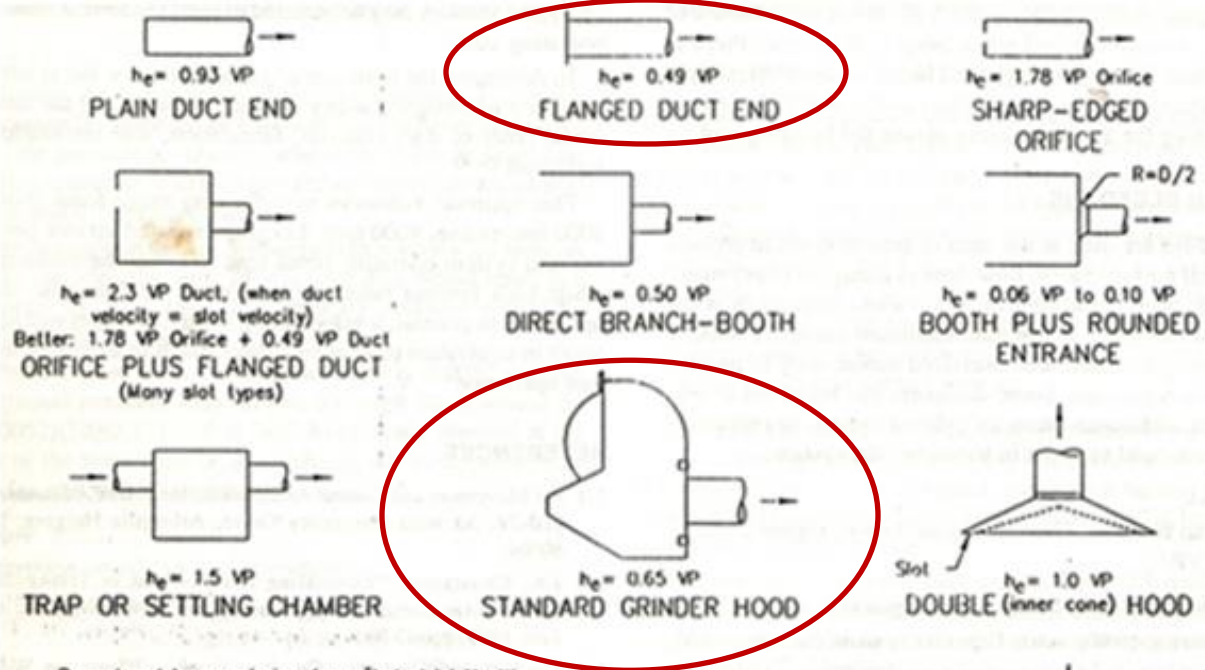 hₑ= 0.93 VP
PLAIN DUCT END
hₑ= 0.49 VP
FLANGED DUCT END
hₑ= 1.78 VP Orifice
SHARP-EDGED
ORIFICE
hₑ= 2.3 VP Duct, (when duct
velocity = slot velocity)
Better: 1.78 VP Orifice + 0.49 VP Duct
ORIFICE PLUS FLANGED DUCT
(Many slot types)
hₑ= 0.50 VP
DIRECT BRANCH-BOOTH
R=D/2
hₑ= 0.06 VP to 0.10 VP
BOOTH PLUS ROUNDED
ENTRANCE
hₑ= 1.5 VP
TRAP OR SETTLING CHAMBER
hₑ= 0.65 VP
STANDARD GRINDER HOOD
Slot
hₑ= 1.0 VP
DOUBLE (inner cone) HOOD